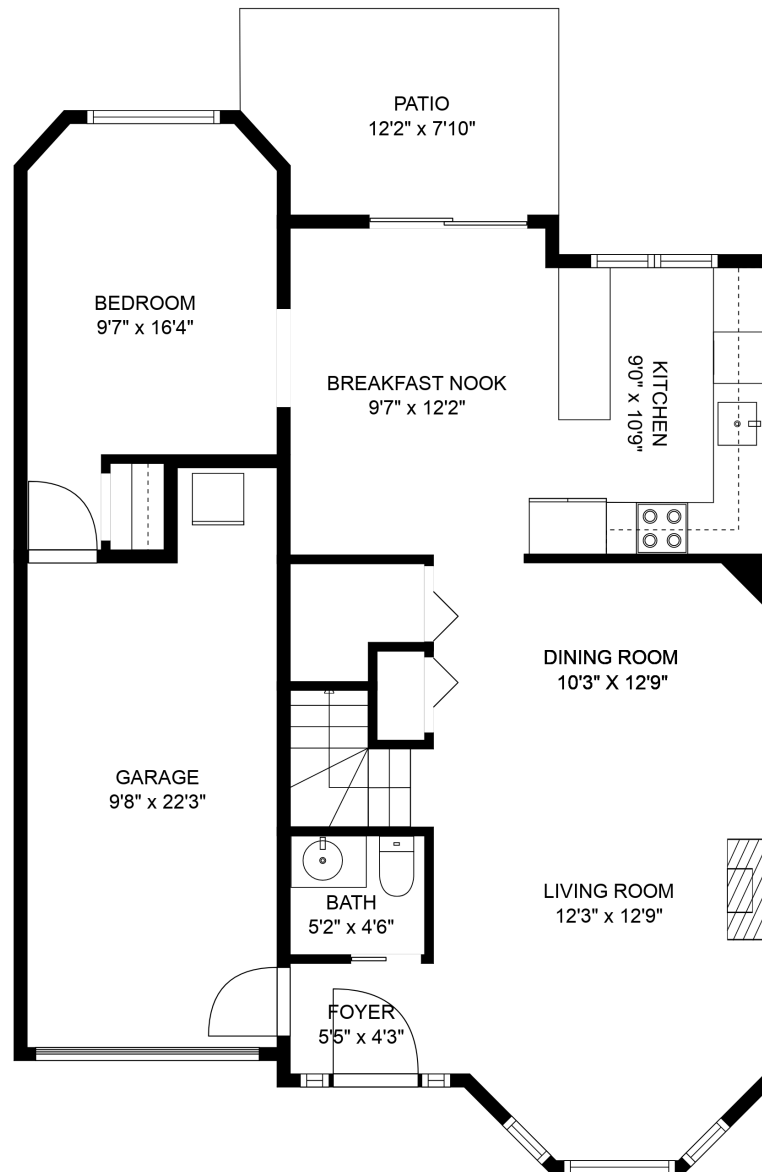 PATIO
12'2" x 7'10"
BEDROOM
9'7" x 16'4"
BREAKFAST NOOK
9'7" x 12'2"
KITCHEN
9'0" x 10'9"
DINING ROOM
10'3" X 12'9"
GARAGE
9'8" x 22'3"
LIVING ROOM
12'3" x 12'9"
BATH
5'2" x 4'6"
FOYER
5'5" x 4'3"